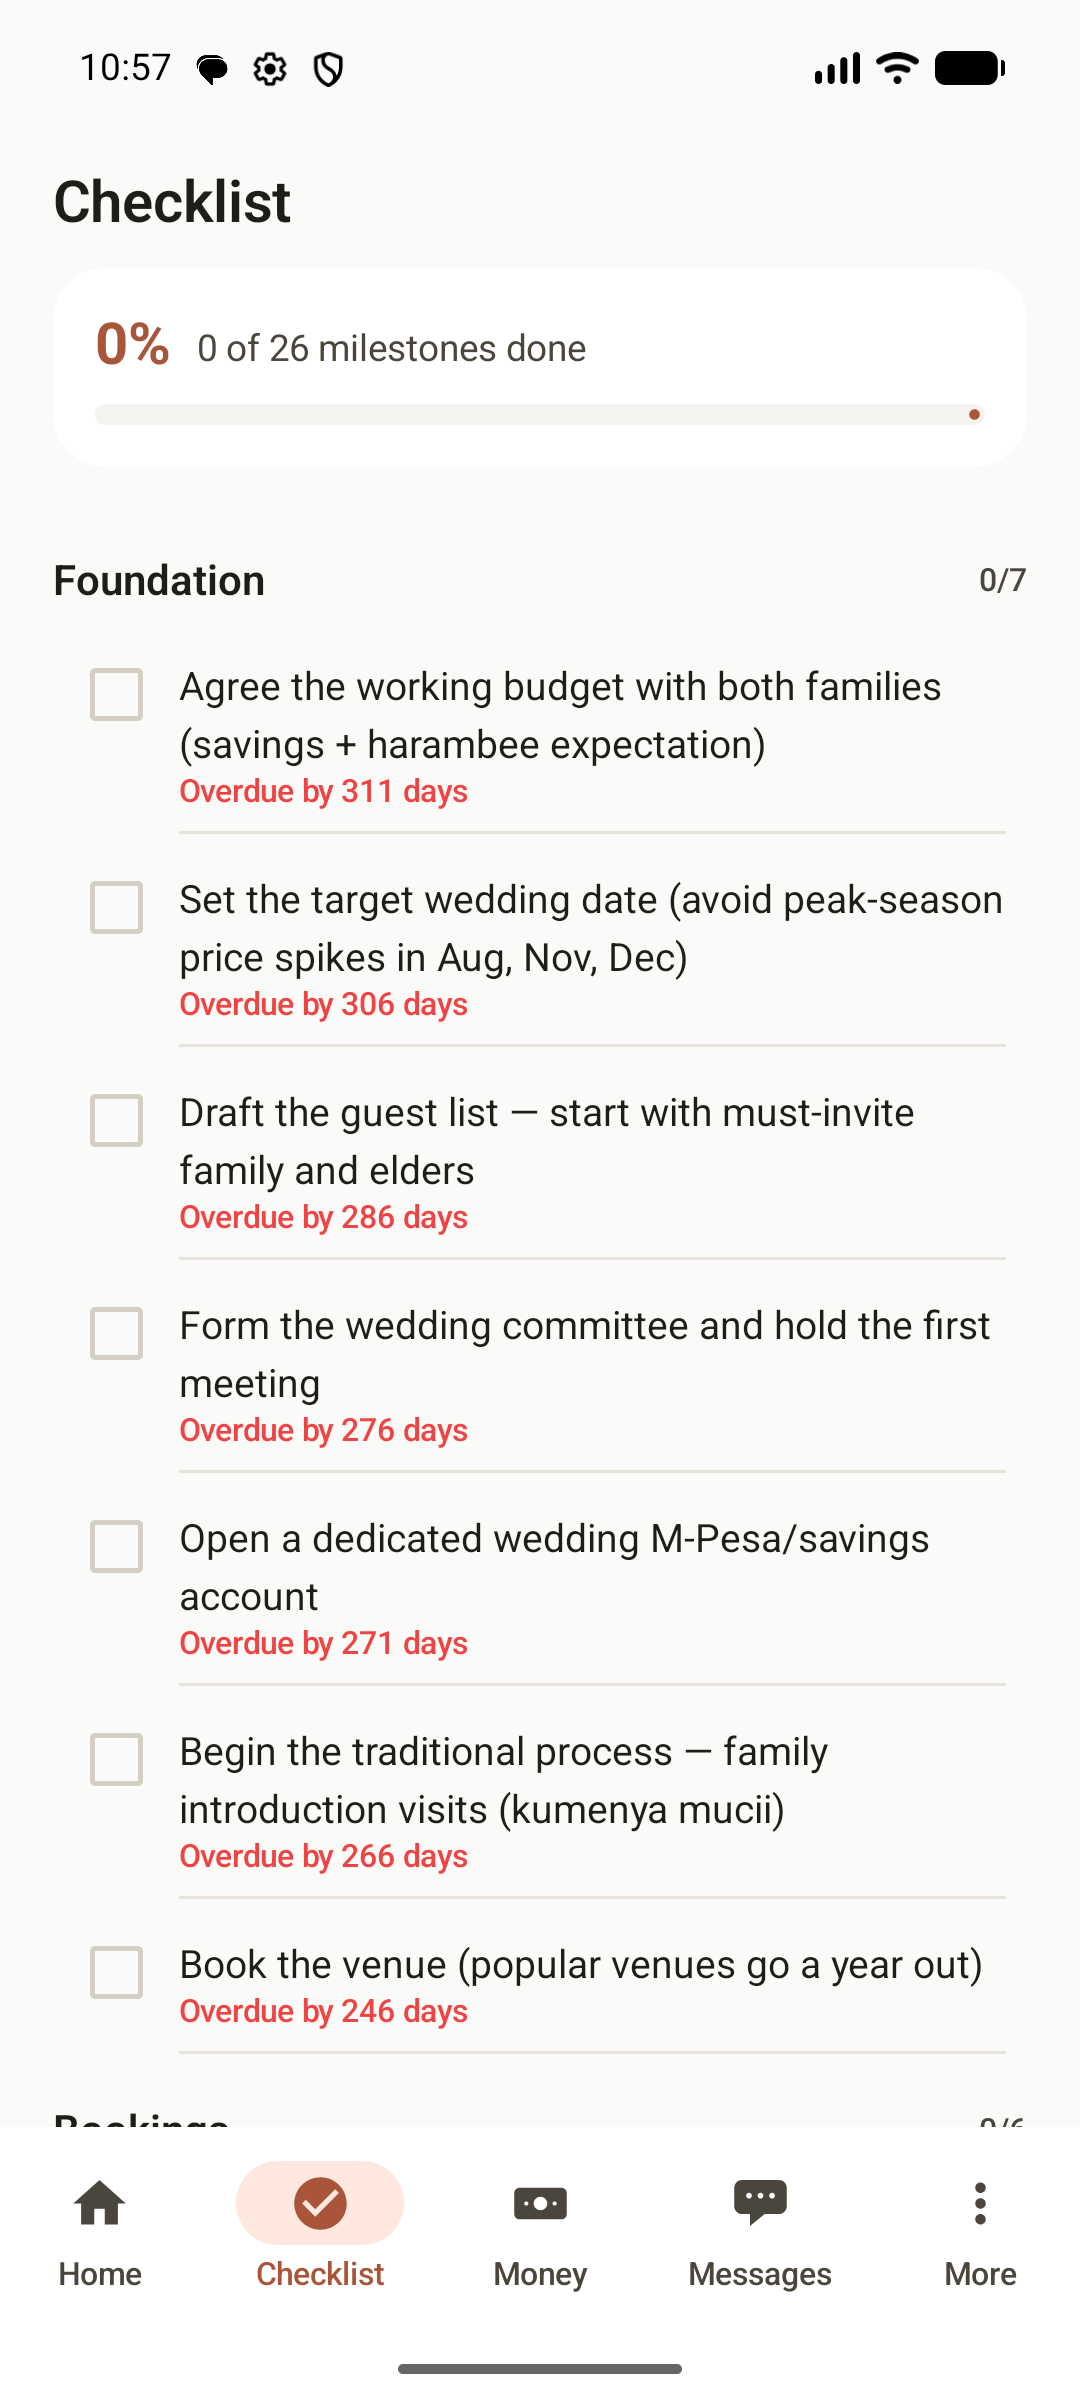 10:57
Checklist
0% 0 of 26 milestones done
Foundation 0/7
Agree the working budget with both families
(savings + harambee expectation)
Overdue by 311 days
Set the target wedding date (avoid peak-season
price spikes in Aug, Nov, Dec)
Overdue by 306 days
Draft the guest list — start with must-invite
family and elders
Overdue by 286 days
Form the wedding committee and hold the first
meeting
Overdue by 276 days
Open a dedicated wedding M-Pesa/savings
account
Overdue by 271 days
Begin the traditional process — family
introduction visits (kumenya mucii)
Overdue by 266 days
Book the venue (popular venues go a year out)
Overdue by 246 days
Bookings 0/6
Home Checklist Money Messages More